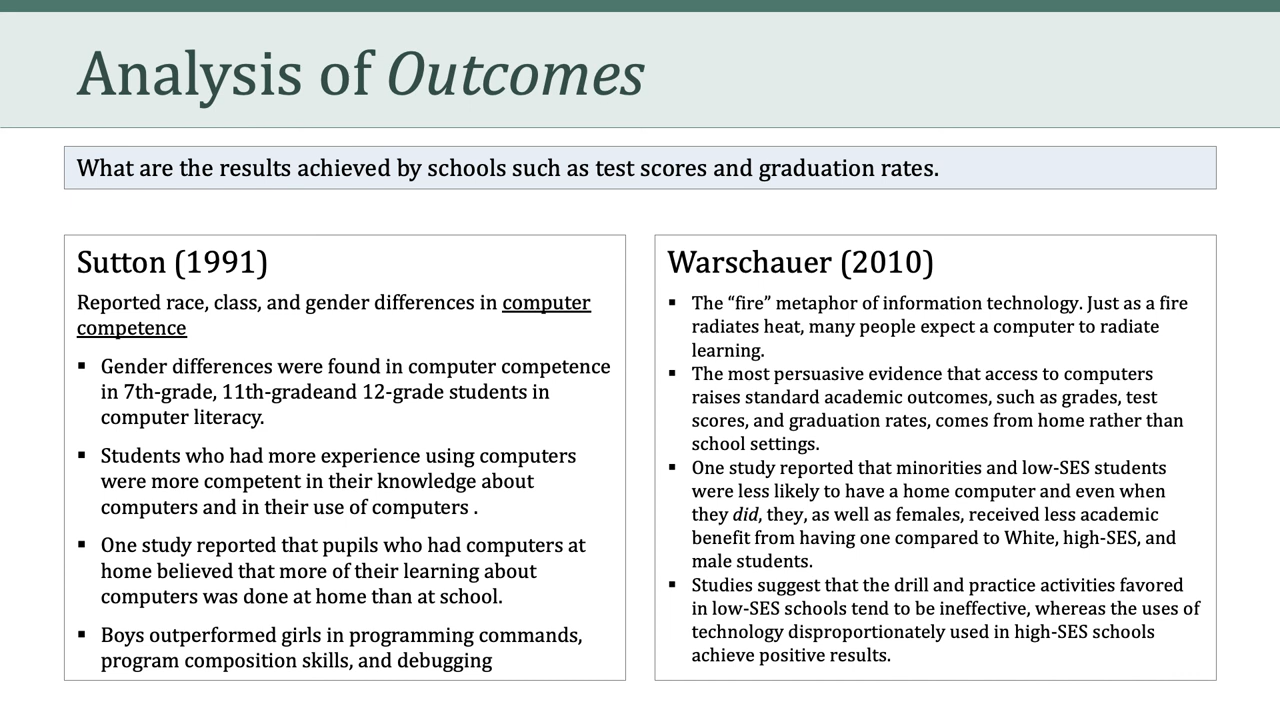 Analysis of Outcomes
What are the results achieved by schools such as test scores and graduation rates.
Sutton (1991)
Reported race, class, and gender differences in computer
competence
▪ Gender differences were found in computer competence
in 7th-grade, 11th-gradeand 12-grade students in
computer literacy.
▪ Students who had more experience using computers
were more competent in their knowledge about
computers and in their use of computers .
▪ One study reported that pupils who had computers at
home believed that more of their learning about
computers was done at home than at school.
▪ Boys outperformed girls in programming commands,
program composition skills, and debugging
Warschauer (2010)
▪ The “fire” metaphor of information technology. Just as a fire
radiates heat, many people expect a computer to radiate
learning.
▪ The most persuasive evidence that access to computers
raises standard academic outcomes, such as grades, test
scores, and graduation rates, comes from home rather than
school settings.
▪ One study reported that minorities and low-SES students
were less likely to have a home computer and even when
they did, they, as well as females, received less academic
benefit from having one compared to White, high-SES, and
male students.
▪ Studies suggest that the drill and practice activities favored
in low-SES schools tend to be ineffective, whereas the uses of
technology disproportionately used in high-SES schools
achieve positive results.